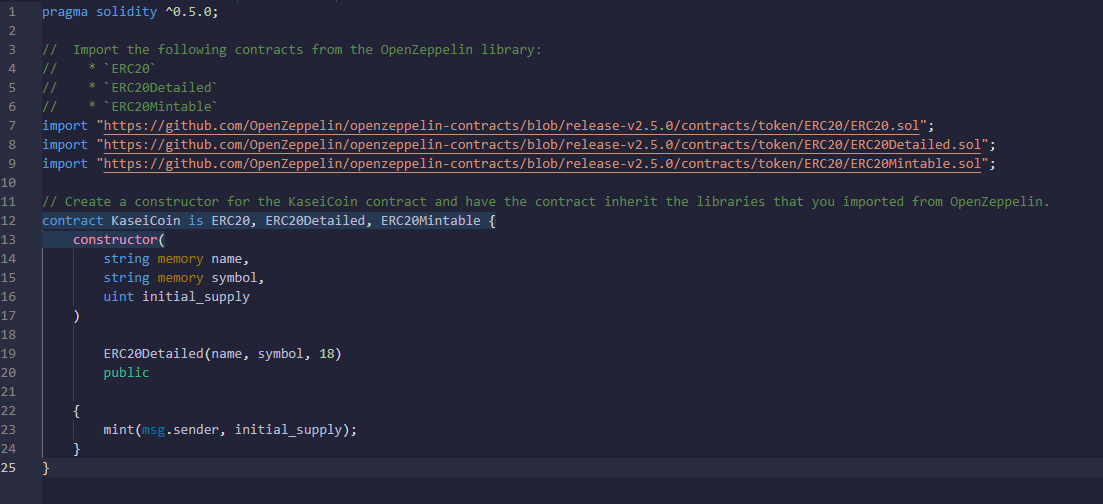 1 pragma solidity ^0.5.0;
2
3 //  Import the following contracts from the OpenZeppelin library:
4 //    * `ERC20`
5 //    * `ERC20Detailed`
6 //    * `ERC20Mintable`
7 import "https://github.com/OpenZeppelin/openzeppelin-contracts/blob/release-v2.5.0/contracts/token/ERC20/ERC20.sol";
8 import "https://github.com/OpenZeppelin/openzeppelin-contracts/blob/release-v2.5.0/contracts/token/ERC20/ERC20Detailed.sol";
9 import "https://github.com/OpenZeppelin/openzeppelin-contracts/blob/release-v2.5.0/contracts/token/ERC20/ERC20Mintable.sol";
10
11 // Create a constructor for the KaseiCoin contract and have the contract inherit the libraries that you imported from OpenZeppelin.
12 contract KaseiCoin is ERC20, ERC20Detailed, ERC20Mintable {
13     constructor(
14         string memory name,
15         string memory symbol,
16         uint initial_supply
17     )
18
19         ERC20Detailed(name, symbol, 18)
20         public
21
22     {
23         mint(msg.sender, initial_supply);
24     }
25 }